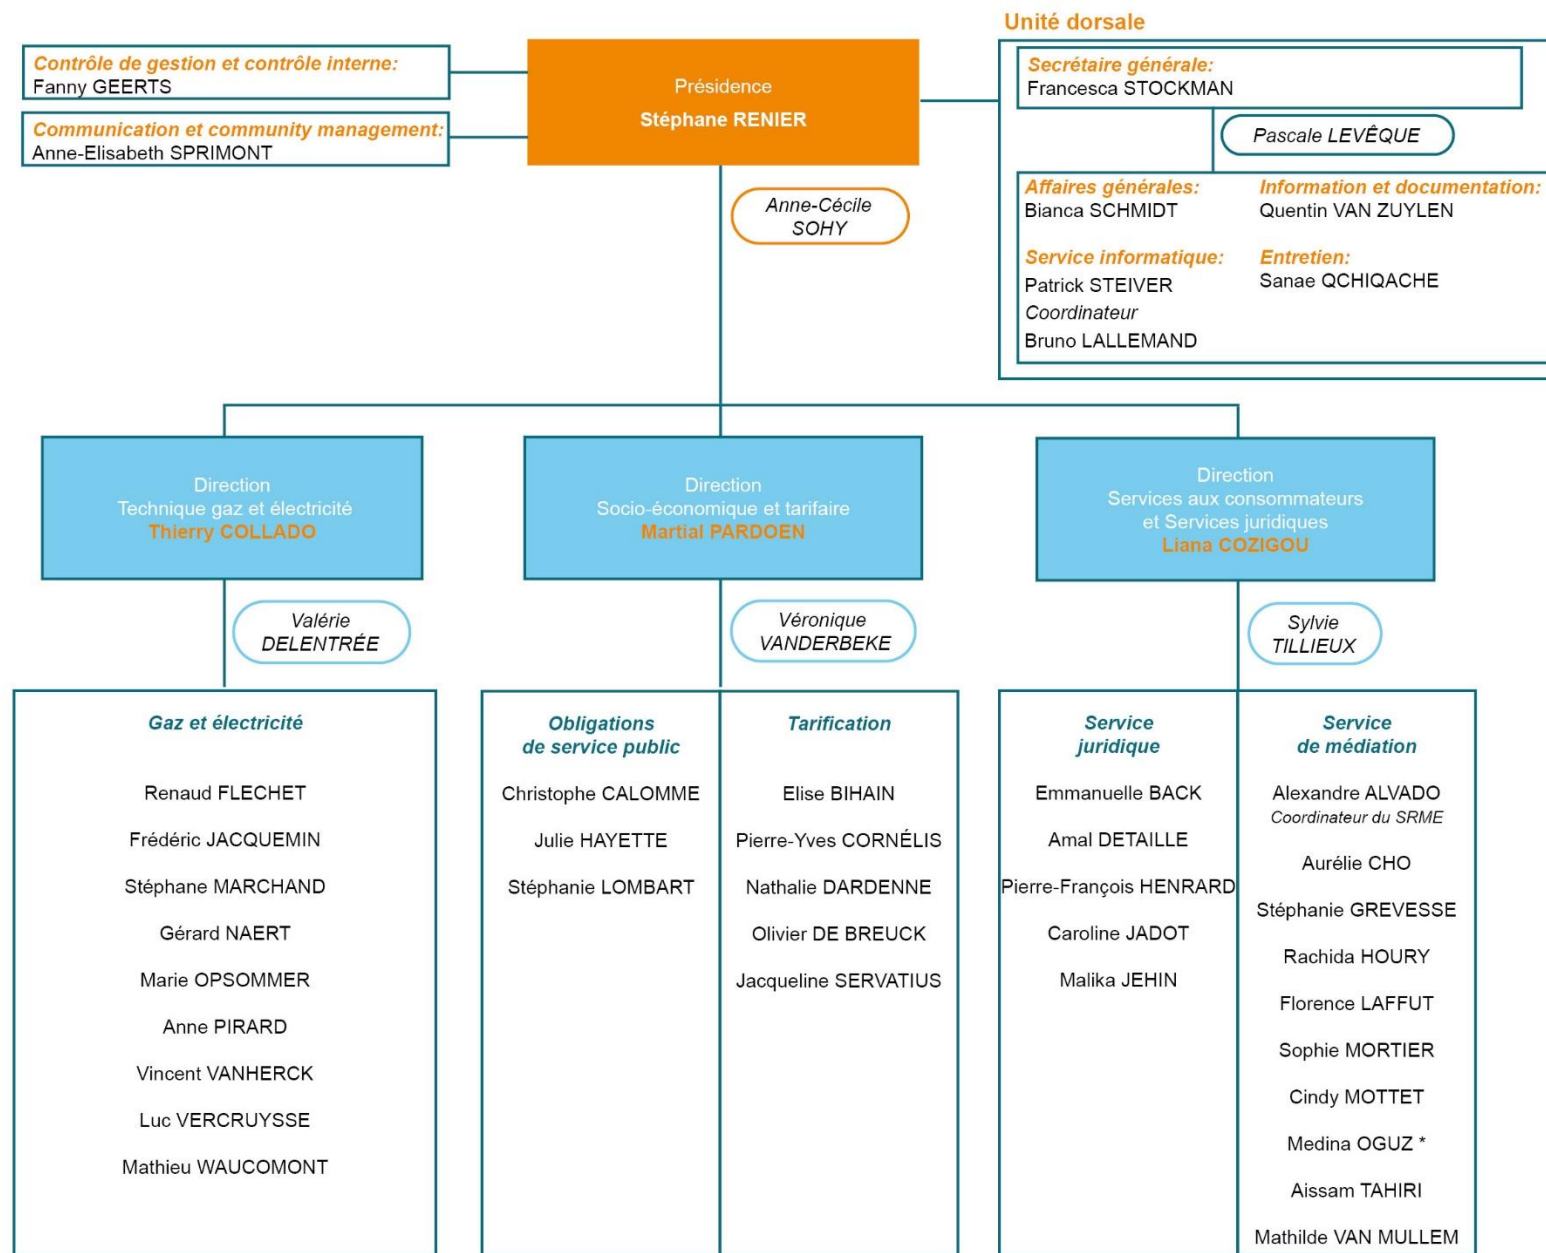 Contrôle de gestion et contrôle interne:
Fanny GEERTS
Communication et community management:
Anne-Elisabeth SPRIMONT
Présidence
Stéphane RENIER
Anne-Cécile
SOHY
Unité dorsale
Secrétaire générale:
Francesca STOCKMAN
Pascale LEVÊQUE
Affaires générales:
Bianca SCHMIDT
Information et documentation:
Quentin VAN ZUYLEN
Service informatique:
Patrick STEIVER
Coordinateur
Bruno LALLEMAND
Entretien:
Sanae QCHIQACHE
Direction
Technique gaz et électricité
Thierry COLLADO
Valérie
DELENTRÉE
Gaz et électricité
Renaud FLECHET
Frédéric JACQUEMIN
Stéphane MARCHAND
Gérard NAERT
Marie OPSOMMER
Anne PIRARD
Vincent VANHERCK
Luc VERCRUYSSE
Mathieu WAUCOMONT
Direction
Socio-économique et tarifaire
Martial PARDOEN
Véronique
VANDERBEKE
Obligations
de service public
Christophe CALOMME
Julie HAYETTE
Stéphanie LOMBART
Tarification
Elise BIHAIN
Pierre-Yves CORNÉLIS
Nathalie DARDENNE
Olivier DE BREUCK
Jacqueline SERVATIUS
Direction
Services aux consommateurs
et Services juridiques
Liana COZIGOU
Sylvie
TILLIEUX
Service
juridique
Emmanuelle BACK
Amal DETAILLE
Pierre-François HENRARD
Caroline JADOT
Malika JEHIN
Service
de médiation
Alexandre ALVADO
Coordinateur du SRME
Aurélie CHO
Stéphanie GREVESSE
Rachida HOURY
Florence LAFFUT
Sophie MORTIER
Cindy MOTTET
Medina OGUZ *
Aissam TAHIRI
Mathilde VAN MULLEM